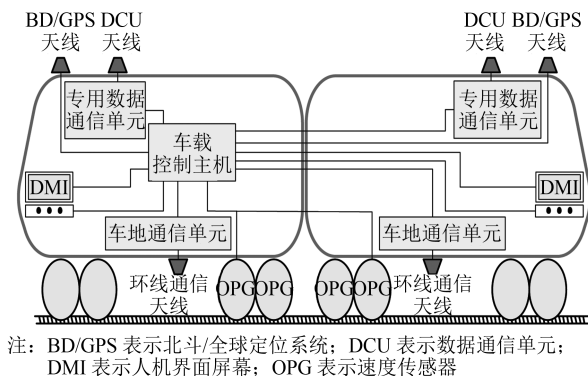 BD/GPS DCU
天线 天线
DCU BD/GPS
天线 天线
专用数据
通信单元
专用数据
通信单元
车载
控制主机
DMI
DMI
车地通信单元
车地通信单元
环线通信
天线
OPG OPG
OPG OPG
环线通信
天线
注：BD/GPS 表示北斗/全球定位系统；DCU 表示数据通信单元；
DMI 表示人机界面屏幕；OPG 表示速度传感器